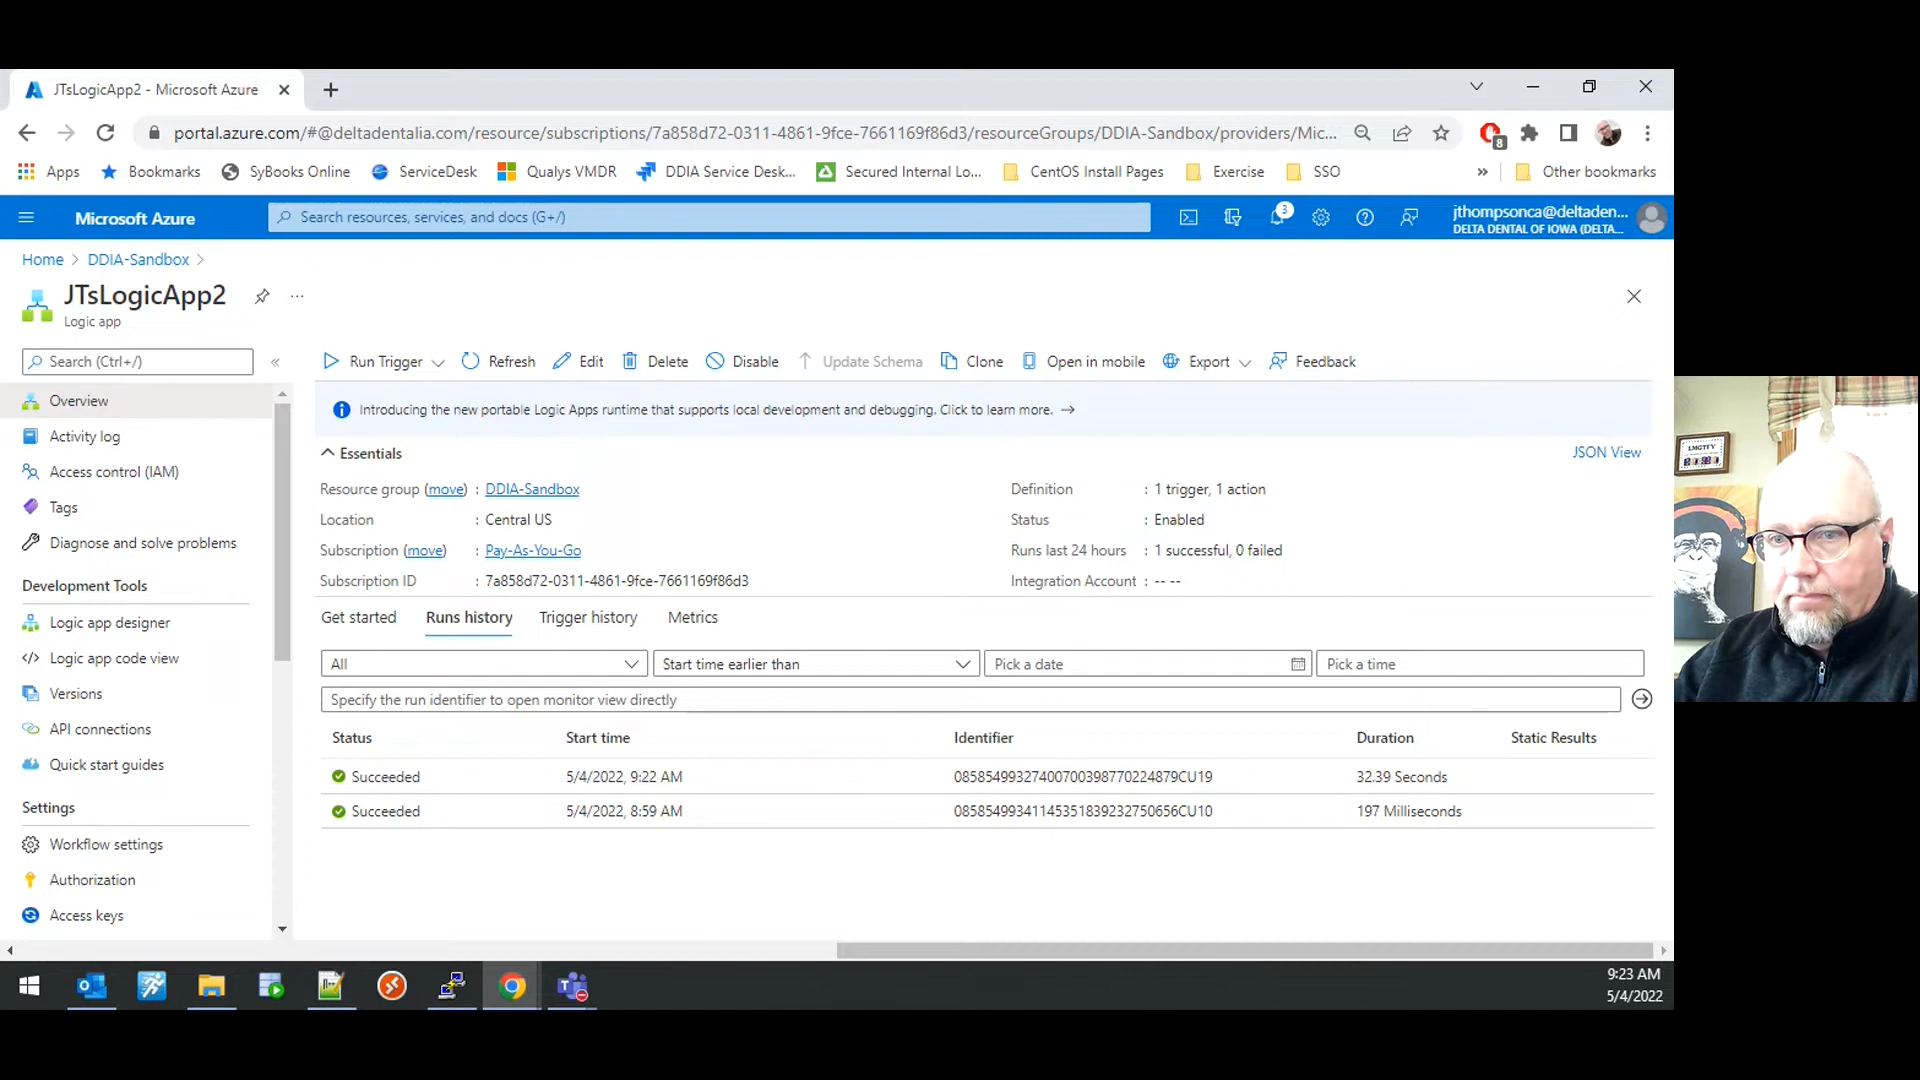 JTsLogicApp2 - Microsoft Azure
portal.azure.com/#@deltadentalia.com/resource/subscriptions/7a858d72-0311-4861-9fce-7661169f86d3/resourceGroups/DDIA-Sandbox/providers/Mic...
8
Apps Bookmarks SyBooks Online ServiceDesk Qualys VMDR DDIA Service Desk... Secured Internal Lo... CentOS Install Pages Exercise SSO » Other bookmarks
Microsoft Azure
Search resources, services, and docs (G+/)
3
jthompsonca@deltaden...
DELTA DENTAL OF IOWA (DELTA...
Home > DDIA-Sandbox >
JTsLogicApp2 ...
Logic app
Search (Ctrl+/) «
Run Trigger Refresh Edit Delete Disable Update Schema Clone Open in mobile Export Feedback
Overview
Activity log
Access control (IAM)
Tags
Diagnose and solve problems
Development Tools
Logic app designer
Logic app code view
Versions
API connections
Quick start guides
Settings
Workflow settings
Authorization
Access keys
Introducing the new portable Logic Apps runtime that supports local development and debugging. Click to learn more. →
Essentials
JSON View
Resource group (move) : DDIA-Sandbox
Location : Central US
Subscription (move) : Pay-As-You-Go
Subscription ID : 7a858d72-0311-4861-9fce-7661169f86d3
Definition : 1 trigger, 1 action
Status : Enabled
Runs last 24 hours : 1 successful, 0 failed
Integration Account : -- --
Get started Runs history Trigger history Metrics
All Start time earlier than Pick a date Pick a time
Specify the run identifier to open monitor view directly
Status Start time Identifier Duration Static Results
Succeeded 5/4/2022, 9:22 AM 08585499327400700398770224879CU19 32.39 Seconds
Succeeded 5/4/2022, 8:59 AM 08585499341145351839232750656CU10 197 Milliseconds
9:23 AM
5/4/2022
LMGTFY